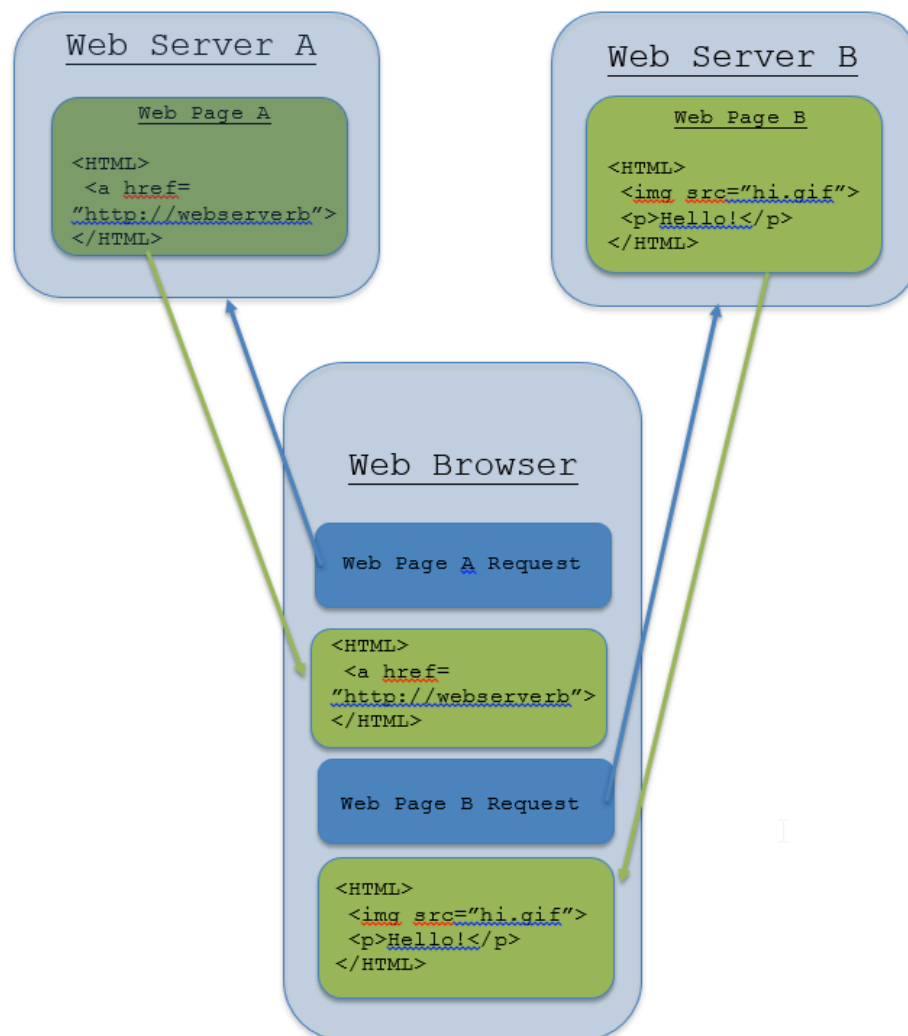 Web Server A
Web Page A
<HTML>
<a href=
”http://webserverb”>
</HTML>
Web Server B
Web Page B
<HTML>
<img src=”hi.gif”>
<p>Hello!</p>
</HTML>
Web Browser
Web Page A Request
<HTML>
<a href=
”http://webserverb”>
</HTML>
Web Page B Request
<HTML>
<img src=”hi.gif”>
<p>Hello!</p>
</HTML>